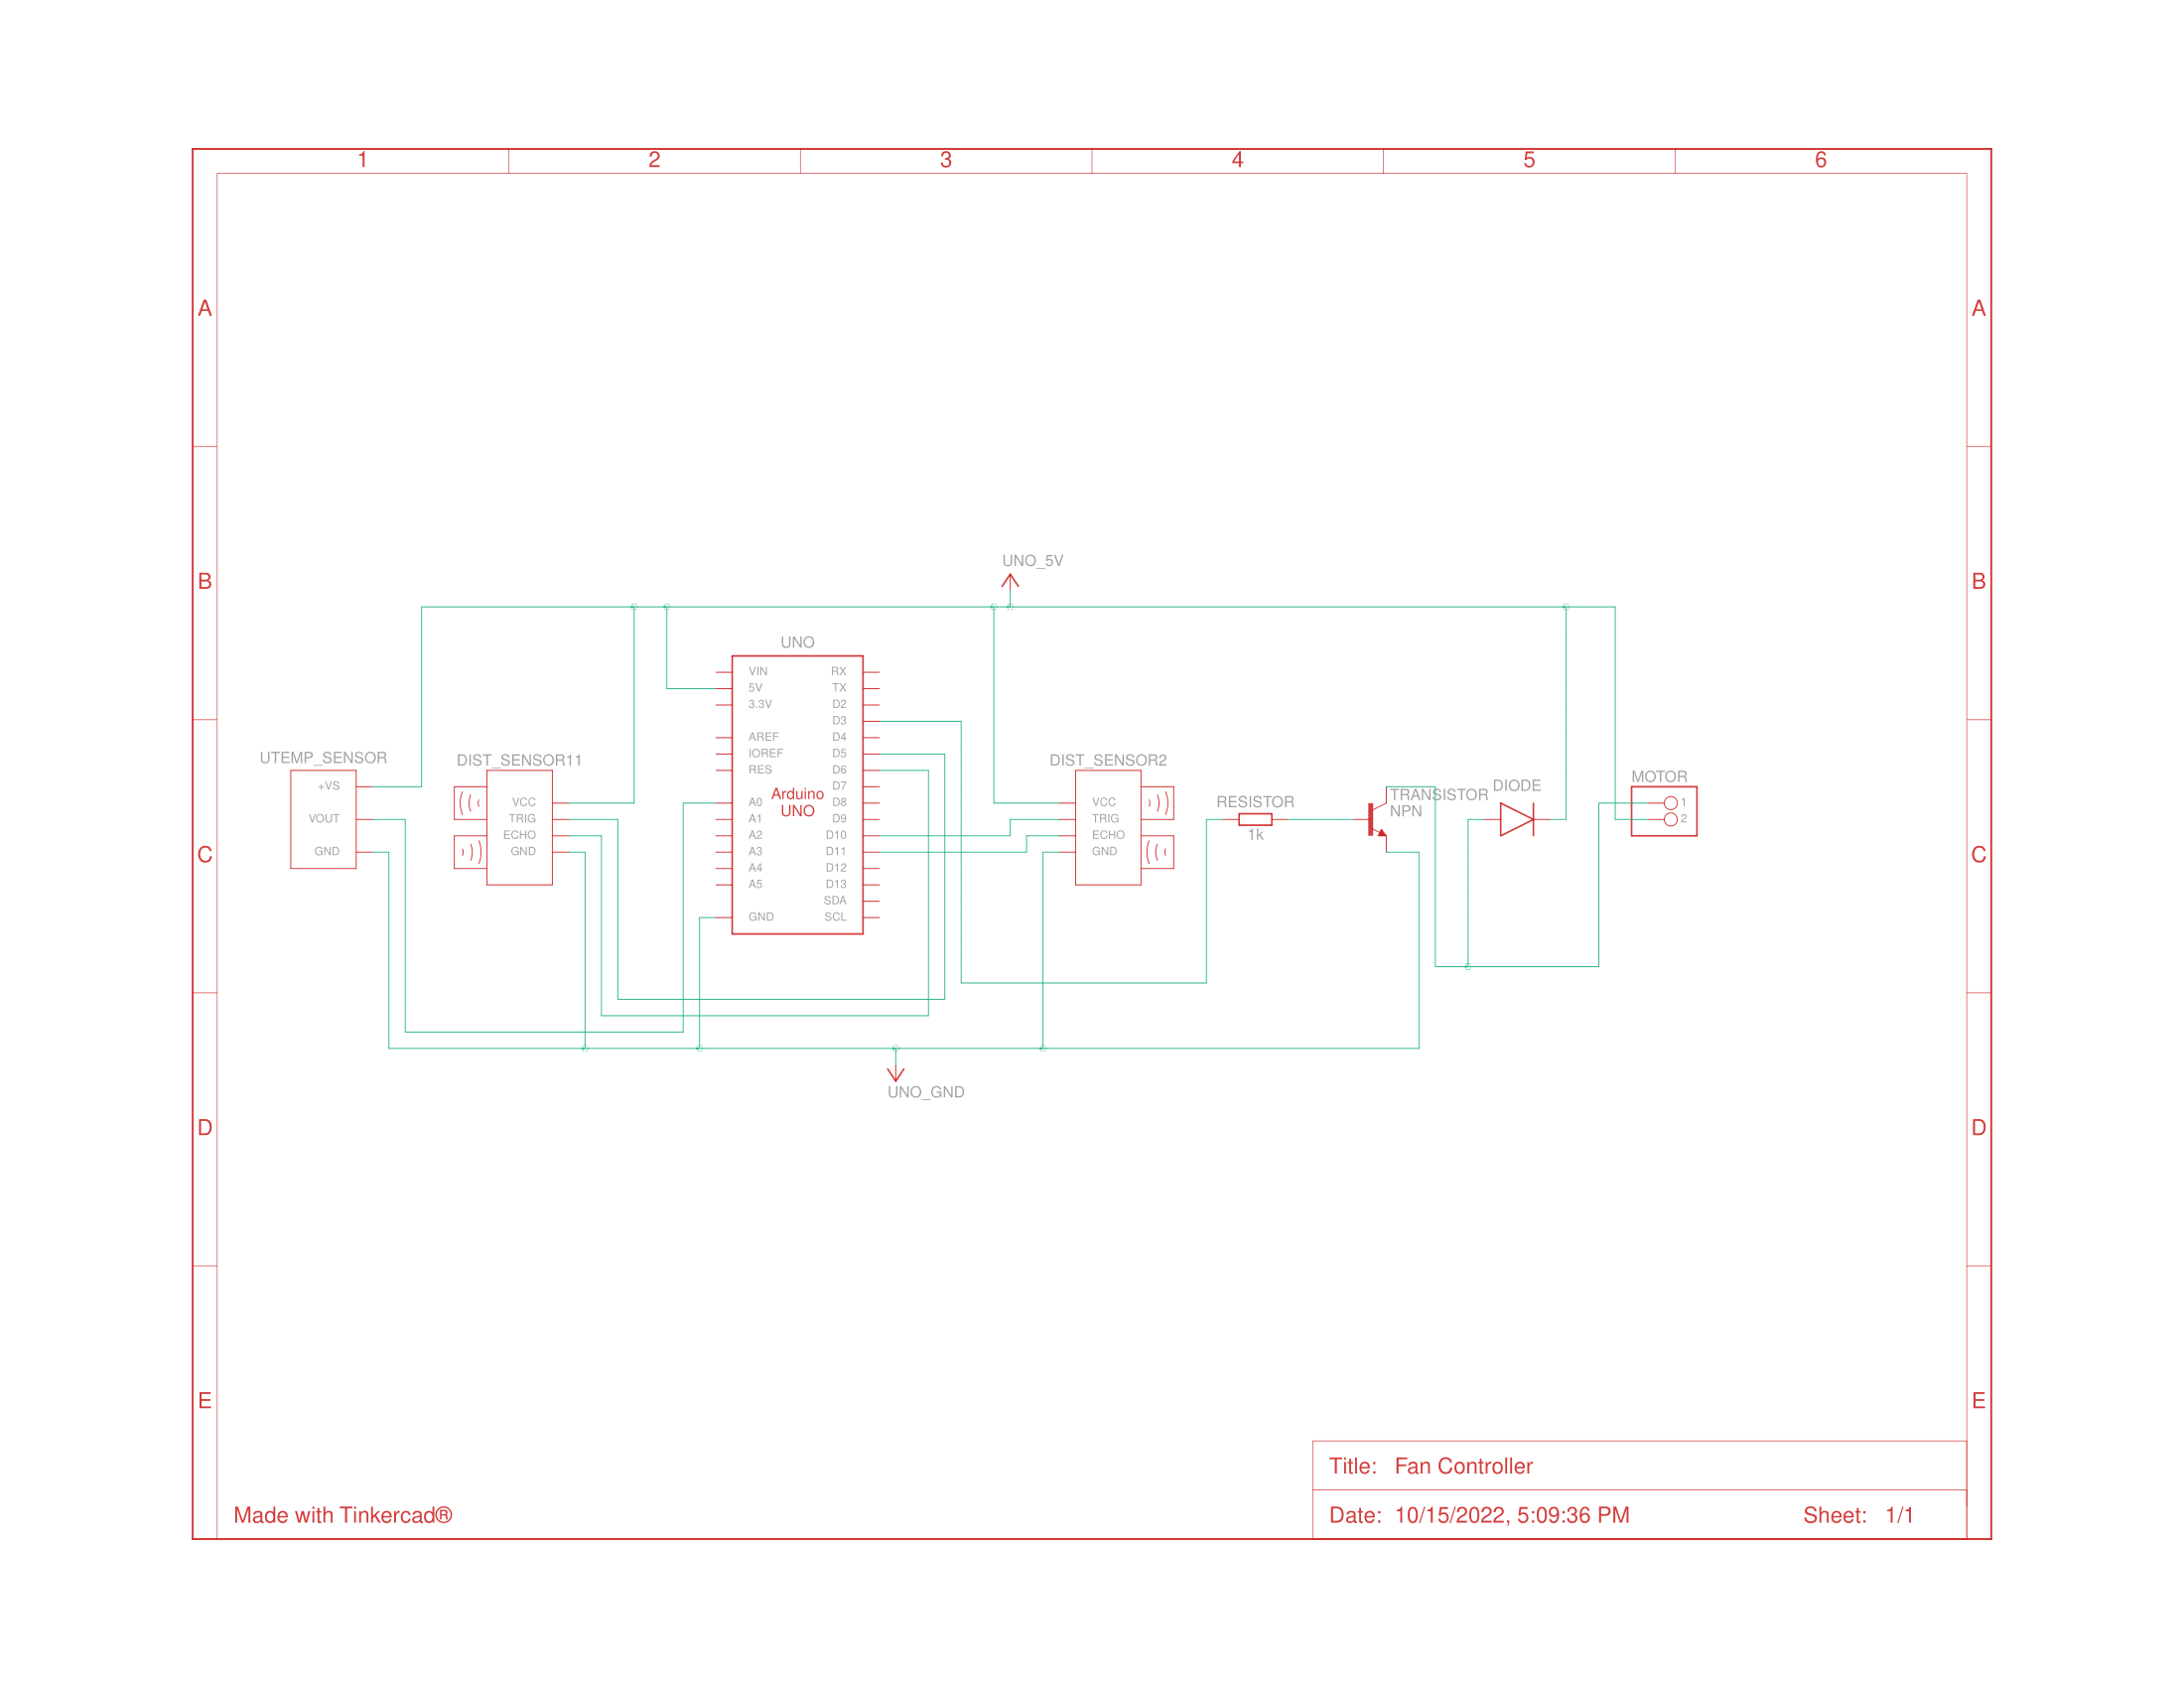 1 2 3 4 5 6
A A
UNO_5V
B B
UNO
VIN RX
5V TX
3.3V D2
D3
AREF D4
IOREF D5
RES D6
D7
A0 D8
A1 D9
A2 D10
A3 D11
A4 D12
A5 D13
SDA
GND SCL
Arduino
UNO
UTEMP_SENSOR
+VS
VOUT
GND
DIST_SENSOR11
VCC
TRIG
ECHO
GND
DIST_SENSOR2
VCC
TRIG
ECHO
GND
RESISTOR
1k
TRANSISTOR
NPN
DIODE
MOTOR
1
2
C C
UNO_GND
D D
E E
Title: Fan Controller
Made with Tinkercad®
Date: 10/15/2022, 5:09:36 PM Sheet: 1/1